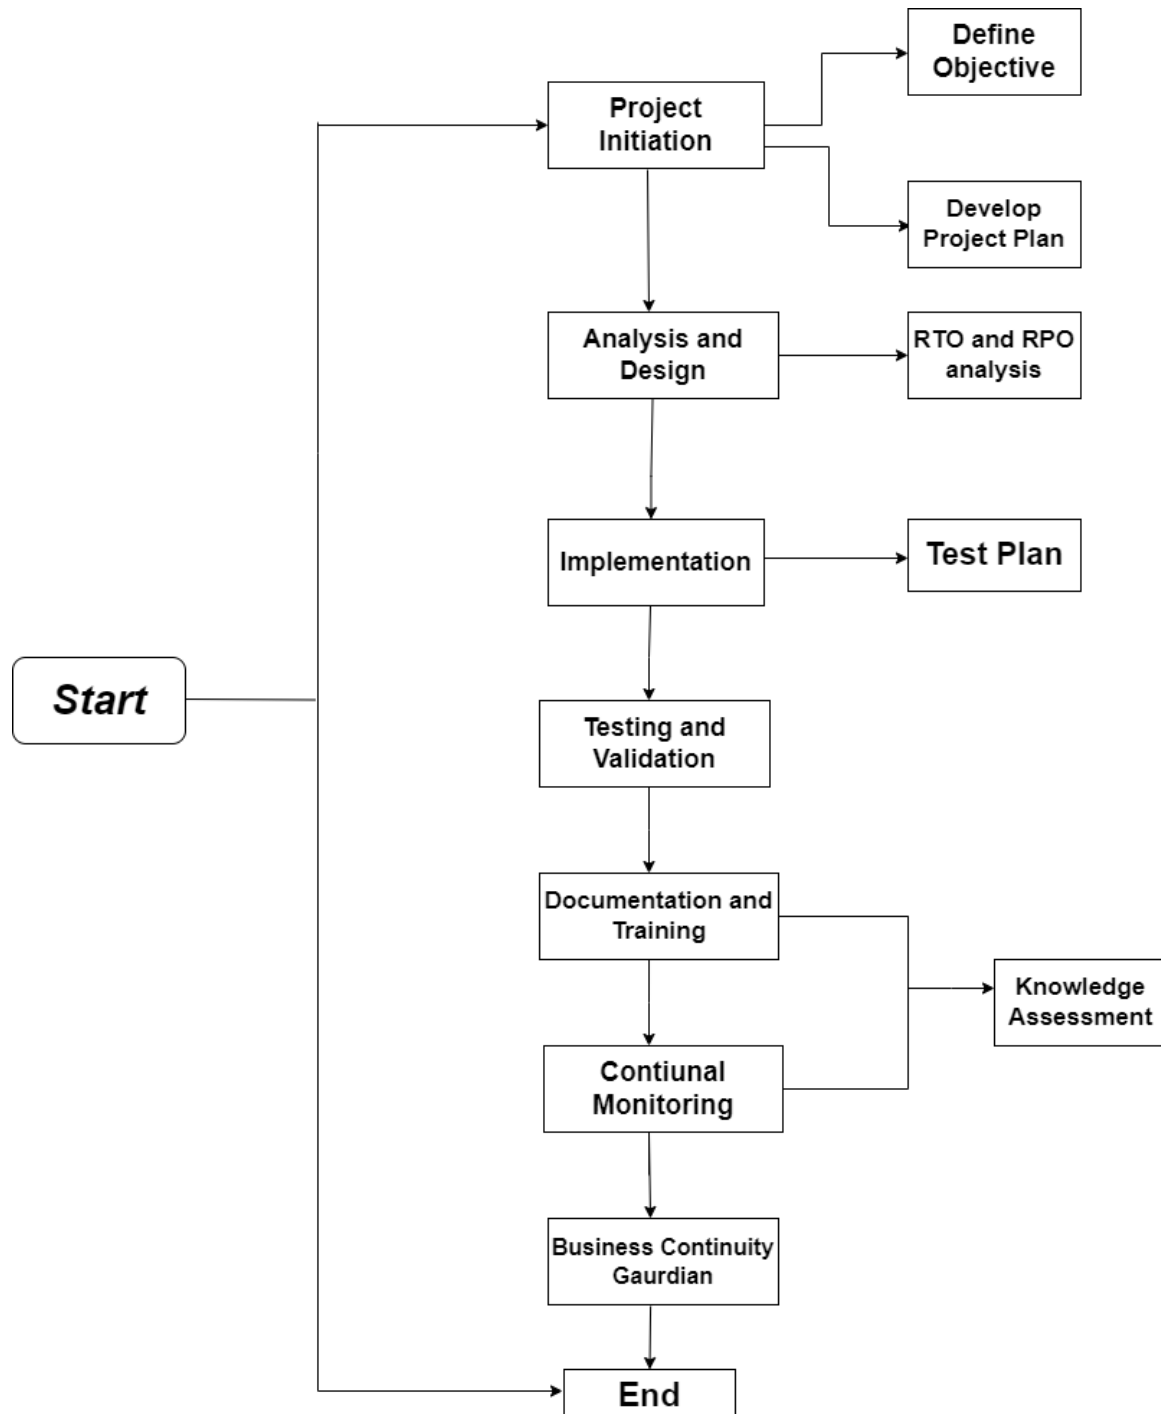 Define
Objective
Project
Initiation
Develop
Project Plan
Analysis and
Design
RTO and RPO
analysis
Implementation
Test Plan
Start
Testing and
Validation
Documentation and
Training
Knowledge
Assessment
Contiunal
Monitoring
Business Continuity
Gaurdian
End